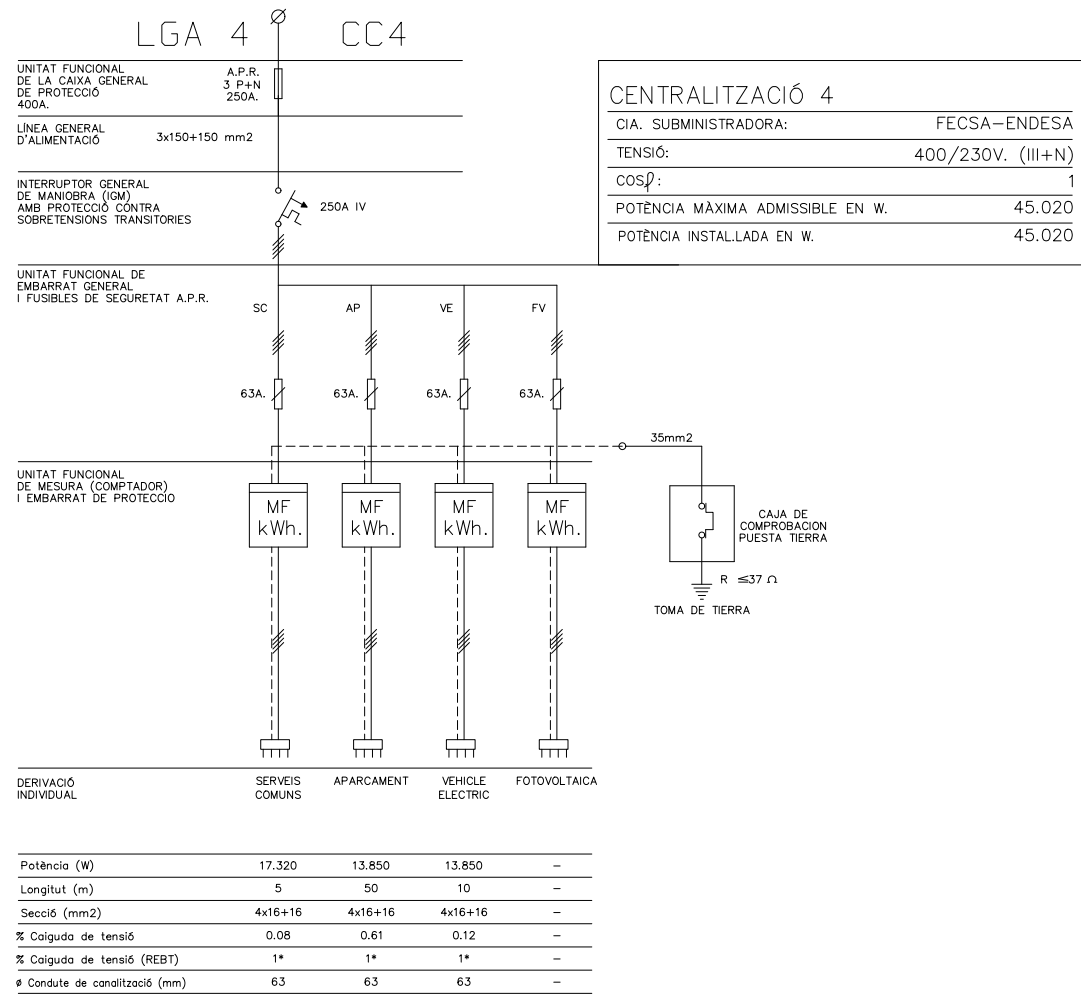 LGA 4 CC4
UNITAT FUNCIONAL
DE LA CAIXA GENERAL
DE PROTECCIÓ
400A.
A.P.R.
3 P+N
250A.
LÍNEA GENERAL
D'ALIMENTACIÓ
3x150+150 mm2
INTERRUPTOR GENERAL
DE MANIOBRA (IGM)
AMB PROTECCIÓ CONTRA
SOBRETENSIONS TRANSITORIES
250A IV
CENTRALITZACIÓ 4
CIA. SUBMINISTRADORA: FECSA-ENDESA
TENSIÓ: 400/230V. (III+N)
COSϕ: 1
POTÈNCIA MÀXIMA ADMISSIBLE EN W. 45.020
POTÈNCIA INSTAL.LADA EN W. 45.020
UNITAT FUNCIONAL DE
EMBARRAT GENERAL
I FUSIBLES DE SEGURETAT A.P.R.
SC AP VE FV
63A. 63A. 63A. 63A.
35mm2
UNITAT FUNCIONAL
DE MESURA (COMPTADOR)
I EMBARRAT DE PROTECCIO
MF MF MF MF
kWh. kWh. kWh. kWh.
CAJA DE
COMPROBACION
PUESTA TIERRA
R ≤37 Ω
TOMA DE TIERRA
DERIVACIÓ
INDIVIDUAL
SERVEIS
COMUNS
APARCAMENT
VEHICLE
ELECTRIC
FOTOVOLTAICA
Potència (W) 17.320 13.850 13.850 -
Longitut (m) 5 50 10 -
Secció (mm2) 4x16+16 4x16+16 4x16+16 -
% Caiguda de tensió 0.08 0.61 0.12 -
% Caiguda de tensió (REBT) 1* 1* 1* -
ø Condute de canalització (mm) 63 63 63 -